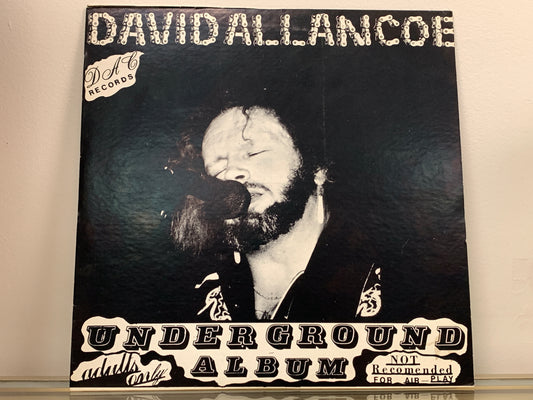 DAVID ALLAN COE
DAC
RECORDS
UNDERGROUND
ALBUM
adults only
NOT
Recomended
FOR AIR PLAY